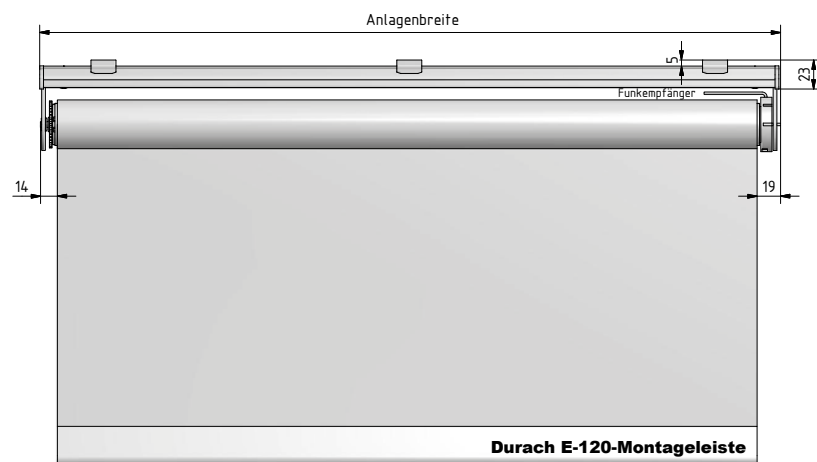 Anlagenbreite
5
23
Funkempfänger
14
19
Durach E-120-Montageleiste